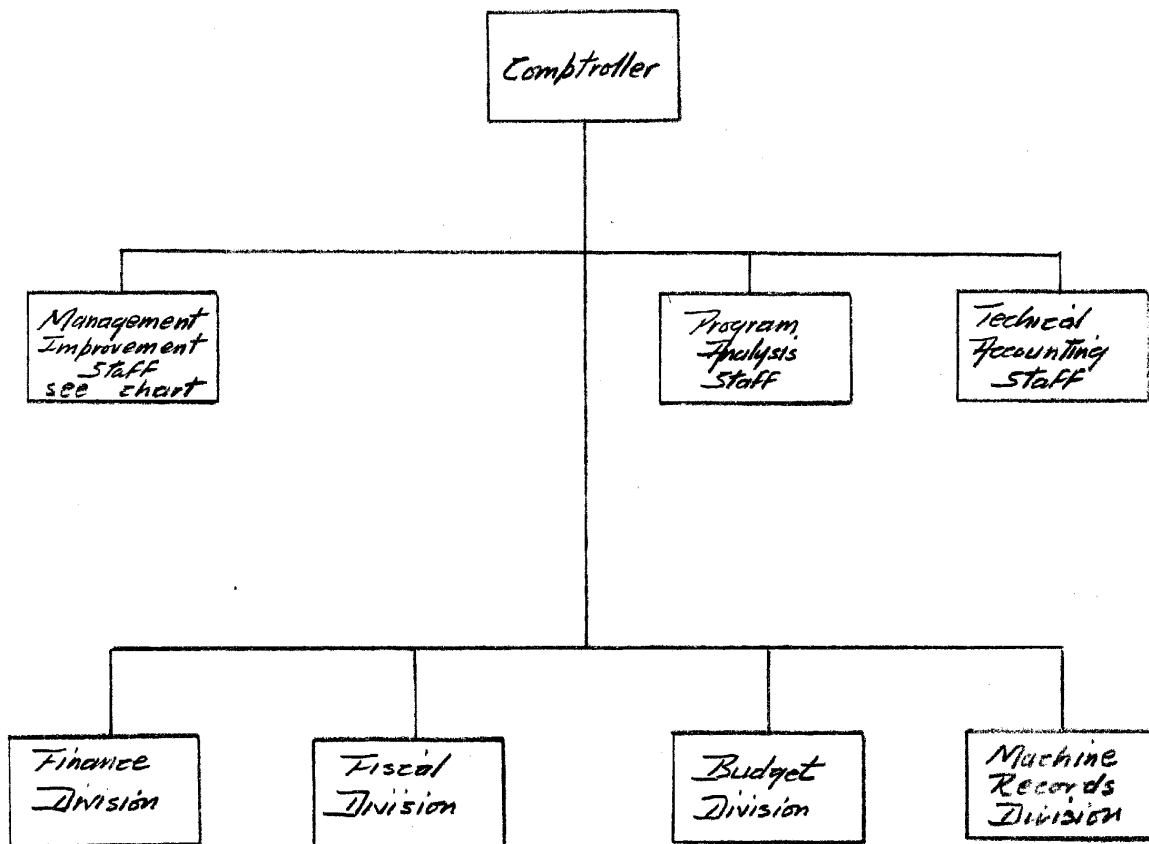 Comptroller
Management
Improvement
Staff
see chart
Program
Analysis
Staff
Technical
Accounting
Staff
Finance
Division
Fiscal
Division
Budget
Division
Machine
Records
Division